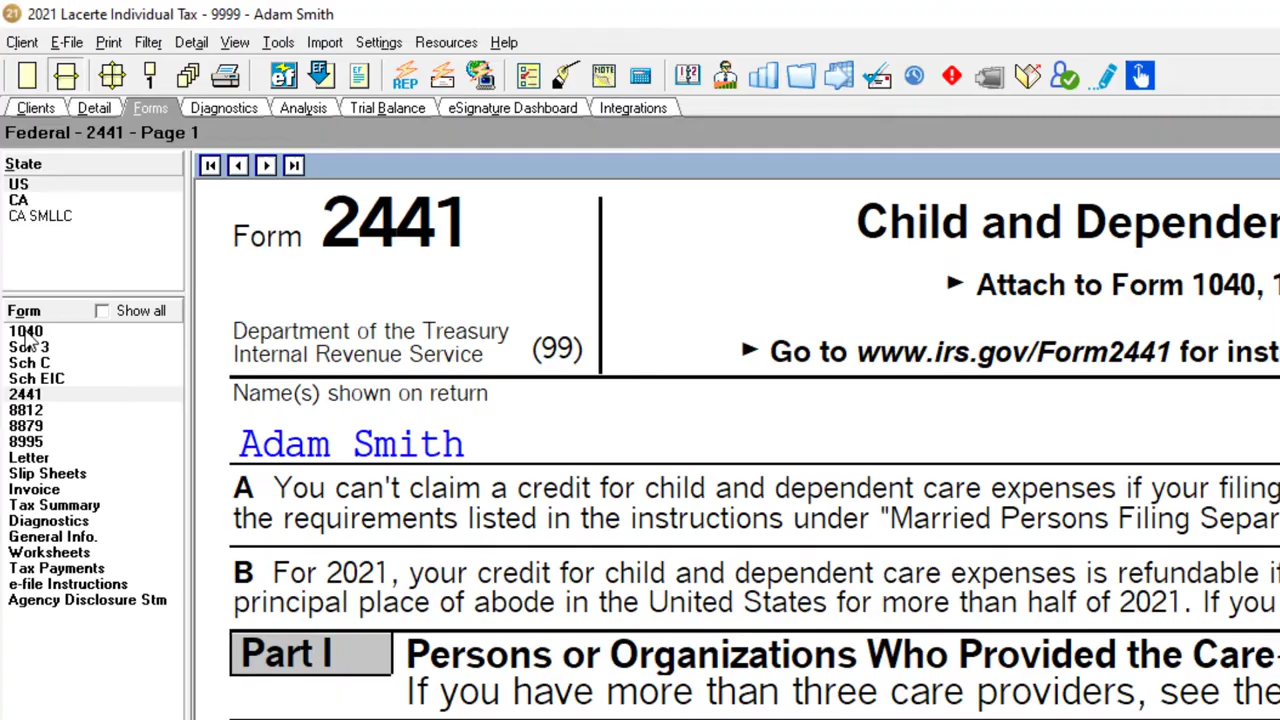 21 2021 Lacerte Individual Tax - 9999 - Adam Smith
Client E-File Print Filter Detail View Tools Import Settings Resources Help
1 ef REP NOTE
Clients Detail Forms Diagnostics Analysis Trial Balance eSignature Dashboard Integrations
Federal - 2441 - Page 1
State
US
CA
CA SMLLC
Form Show all
1040
Sch 3
Sch C
Sch EIC
2441
8812
8879
8995
Letter
Slip Sheets
Invoice
Tax Summary
Diagnostics
General Info.
Worksheets
Tax Payments
e-file Instructions
Agency Disclosure Stm
Form 2441
Child and Depender
► Attach to Form 1040, 1
Department of the Treasury
Internal Revenue Service (99)
► Go to www.irs.gov/Form2441 for inst
Name(s) shown on return
Adam Smith
A You can't claim a credit for child and dependent care expenses if your filing
the requirements listed in the instructions under "Married Persons Filing Separ
B For 2021, your credit for child and dependent care expenses is refundable if
principal place of abode in the United States for more than half of 2021. If you
Part I Persons or Organizations Who Provided the Care-
If you have more than three care providers, see the